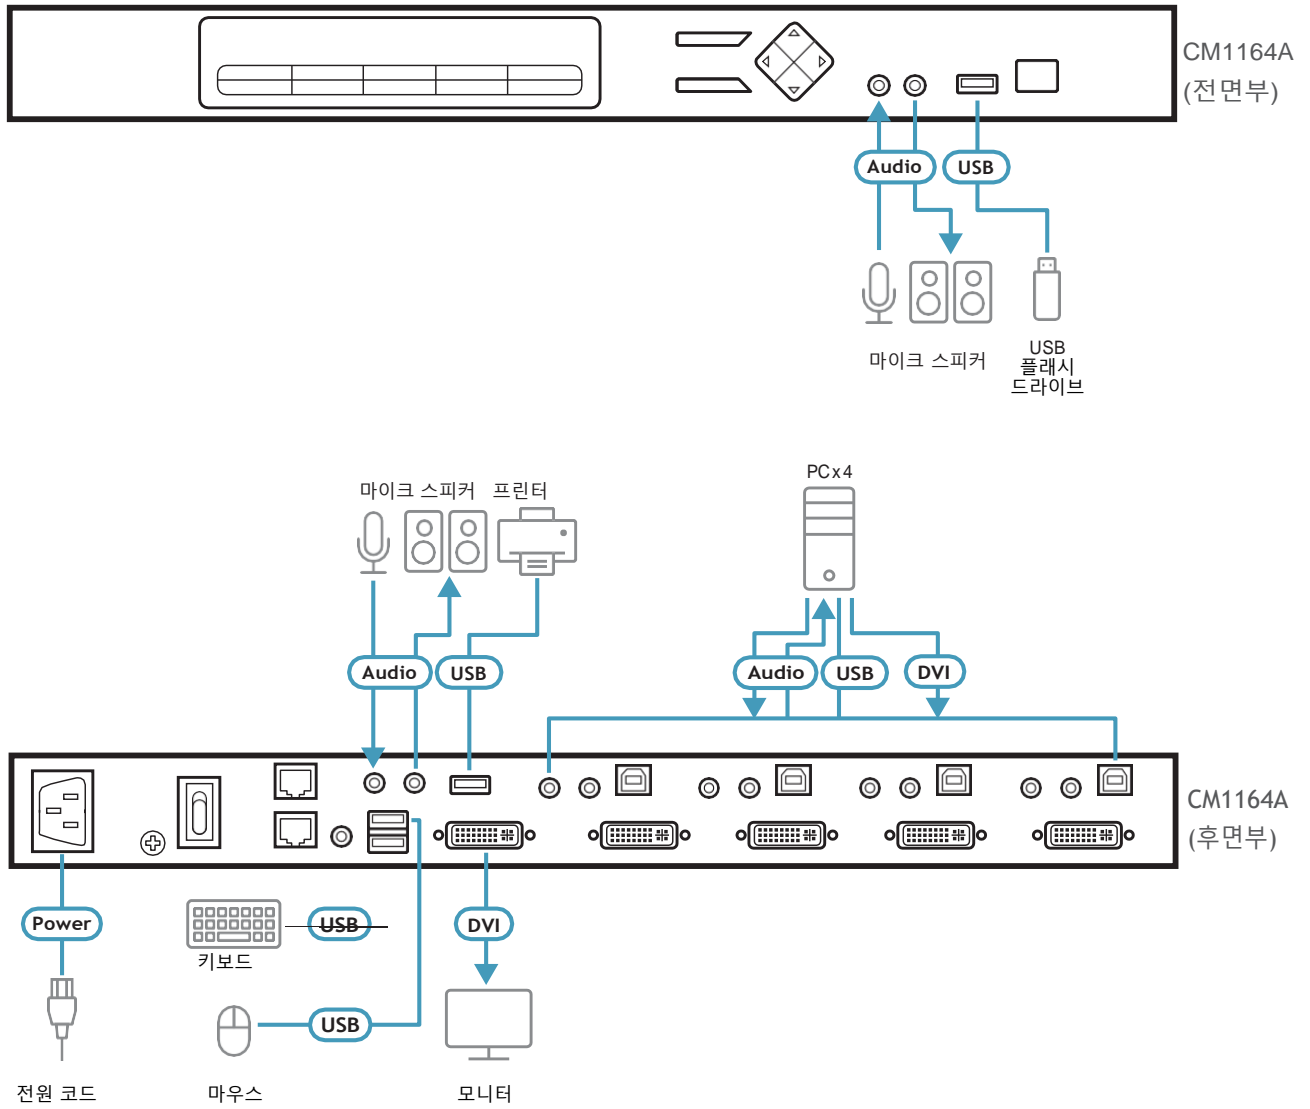 CM1164A
(전면부)
Audio
USB
마이크 스피커
USB
플래시
드라이브
PCx4
마이크 스피커 프린터
Audio
USB
Audio
USB
DVI
CM1164A
(후면부)
Power
USB
DVI
키보드
USB
전원 코드
마우스
모니터